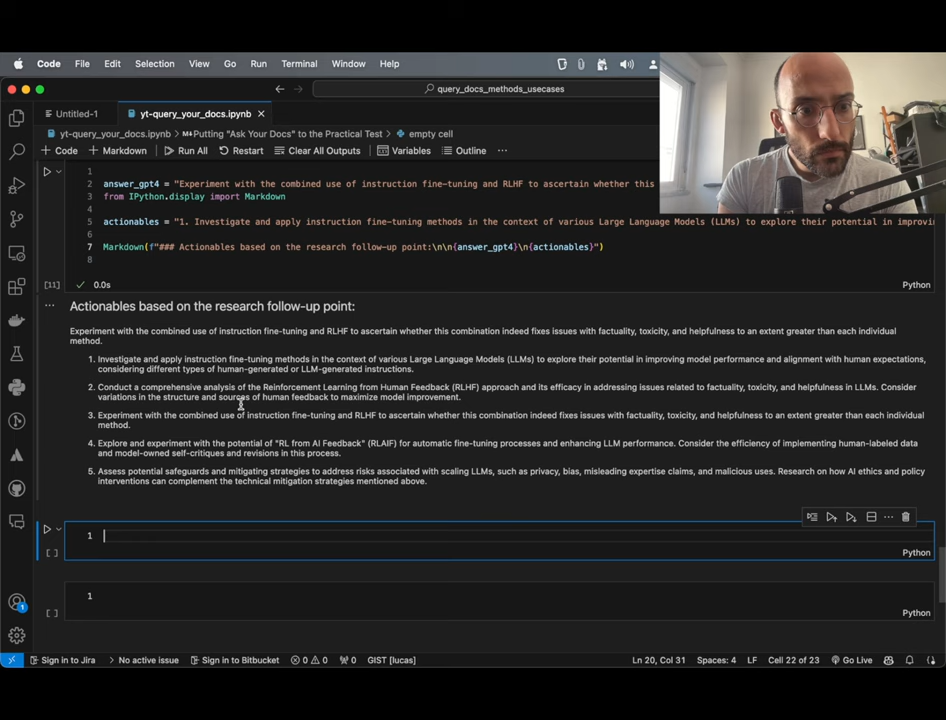 Code File Edit Selection View Go Run Terminal Window Help
query_docs_methods_usecases
Untitled-1 yt-query_your_docs.ipynb
yt-query_your_docs.ipynb > Putting "Ask Your Docs" to the Practical Test > empty cell
+ Code + Markdown Run All Restart Clear All Outputs Variables Outline ...
1
2 answer_gpt4 = "Experiment with the combined use of instruction fine-tuning and RLHF to ascertain whether this
3 from IPython.display import Markdown
4
5 actionables = "1. Investigate and apply instruction fine-tuning methods in the context of various Large Language Models (LLMs) to explore their potential in improvi
6
7 Markdown(f"### Actionables based on the research follow-up point:\n\n{answer_gpt4}\n{actionables}")
8
[11] 0.0s Python
Actionables based on the research follow-up point:
Experiment with the combined use of instruction fine-tuning and RLHF to ascertain whether this combination indeed fixes issues with factuality, toxicity, and helpfulness to an extent greater than each individual
method.
1. Investigate and apply instruction fine-tuning methods in the context of various Large Language Models (LLMs) to explore their potential in improving model performance and alignment with human expectations,
considering different types of human-generated or LLM-generated instructions.
2. Conduct a comprehensive analysis of the Reinforcement Learning from Human Feedback (RLHF) approach and its efficacy in addressing issues related to factuality, toxicity, and helpfulness in LLMs. Consider
variations in the structure and sources of human feedback to maximize model improvement.
3. Experiment with the combined use of instruction fine-tuning and RLHF to ascertain whether this combination indeed fixes issues with factuality, toxicity, and helpfulness to an extent greater than each individual
method.
4. Explore and experiment with the potential of "RL from AI Feedback" (RLAIF) for automatic fine-tuning processes and enhancing LLM performance. Consider the efficiency of implementing human-labeled data
and model-owned self-critiques and revisions in this process.
5. Assess potential safeguards and mitigating strategies to address risks associated with scaling LLMs, such as privacy, bias, misleading expertise claims, and malicious uses. Research on how AI ethics and policy
interventions can complement the technical mitigation strategies mentioned above.
1
[ ] Python
1
[ ] Python
1
Sign in to Jira No active issue Sign in to Bitbucket 0 0 0 GIST [lucas] Ln 20, Col 31 Spaces: 4 LF Cell 22 of 23 Go Live